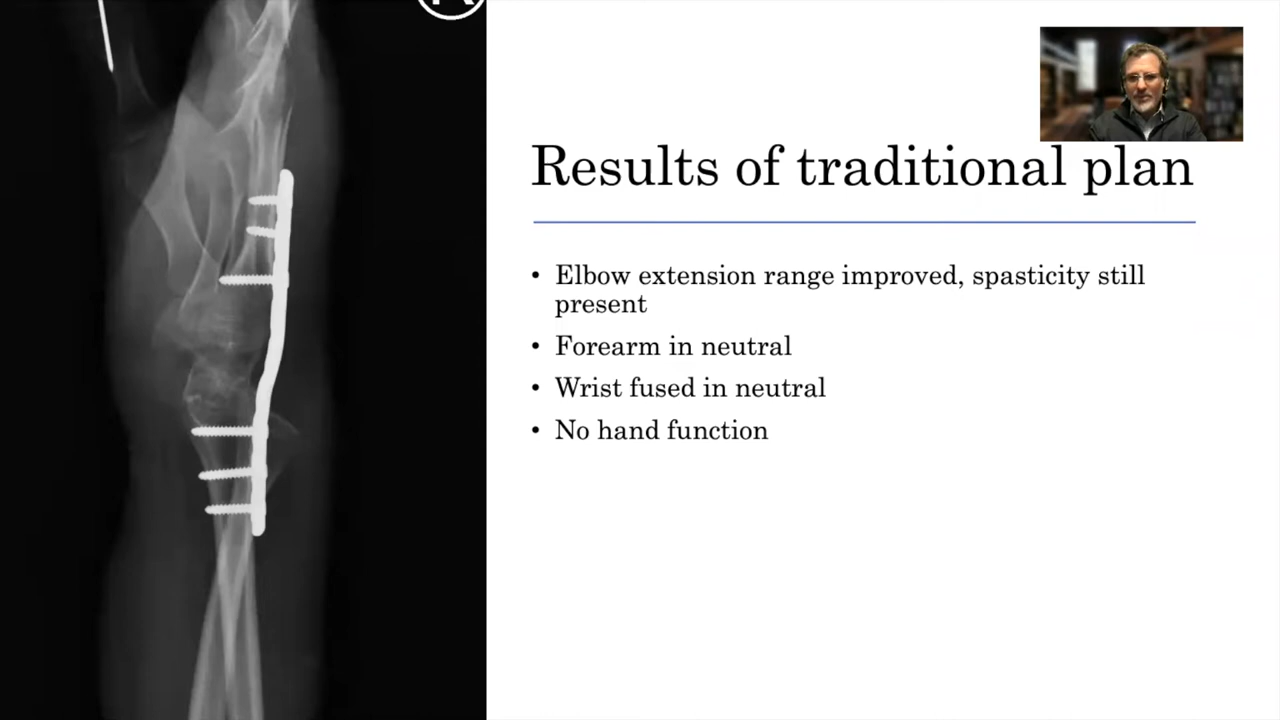 R
Results of traditional plan
• Elbow extension range improved, spasticity still
present
• Forearm in neutral
• Wrist fused in neutral
• No hand function